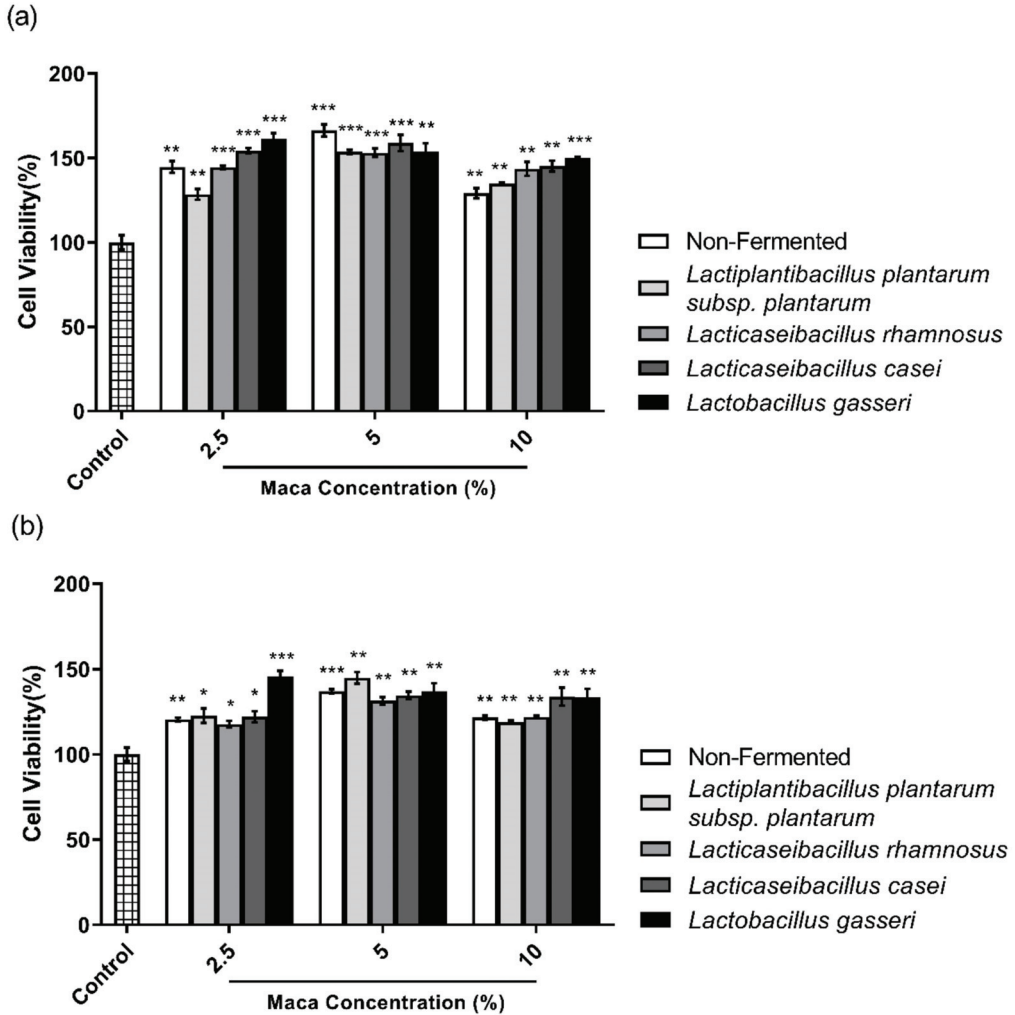 (a)
200
150
100
50
0
Cell Viability(%)
** ** *** *** ***
*** *** *** *** **
** ** ** ** ***
Control
2.5
5
10
Maca Concentration (%)
Non-Fermented
Lactiplantibacillus plantarum
subsp. plantarum
Lacticaseibacillus rhamnosus
Lacticaseibacillus casei
Lactobacillus gasseri
(b)
200
150
100
50
0
Cell Viability(%)
** * * * ***
*** ** ** ** **
** ** ** ** **
Control
2.5
5
10
Maca Concentration (%)
Non-Fermented
Lactiplantibacillus plantarum
subsp. plantarum
Lacticaseibacillus rhamnosus
Lacticaseibacillus casei
Lactobacillus gasseri